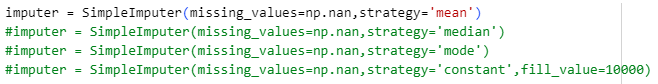 imputer = SimpleImputer(missing_values=np.nan,strategy='mean')
#imputer = SimpleImputer(missing_values=np.nan,strategy='median')
#imputer = SimpleImputer(missing_values=np.nan,strategy='mode')
#imputer = SimpleImputer(missing_values=np.nan,strategy='constant',fill_value=10000)